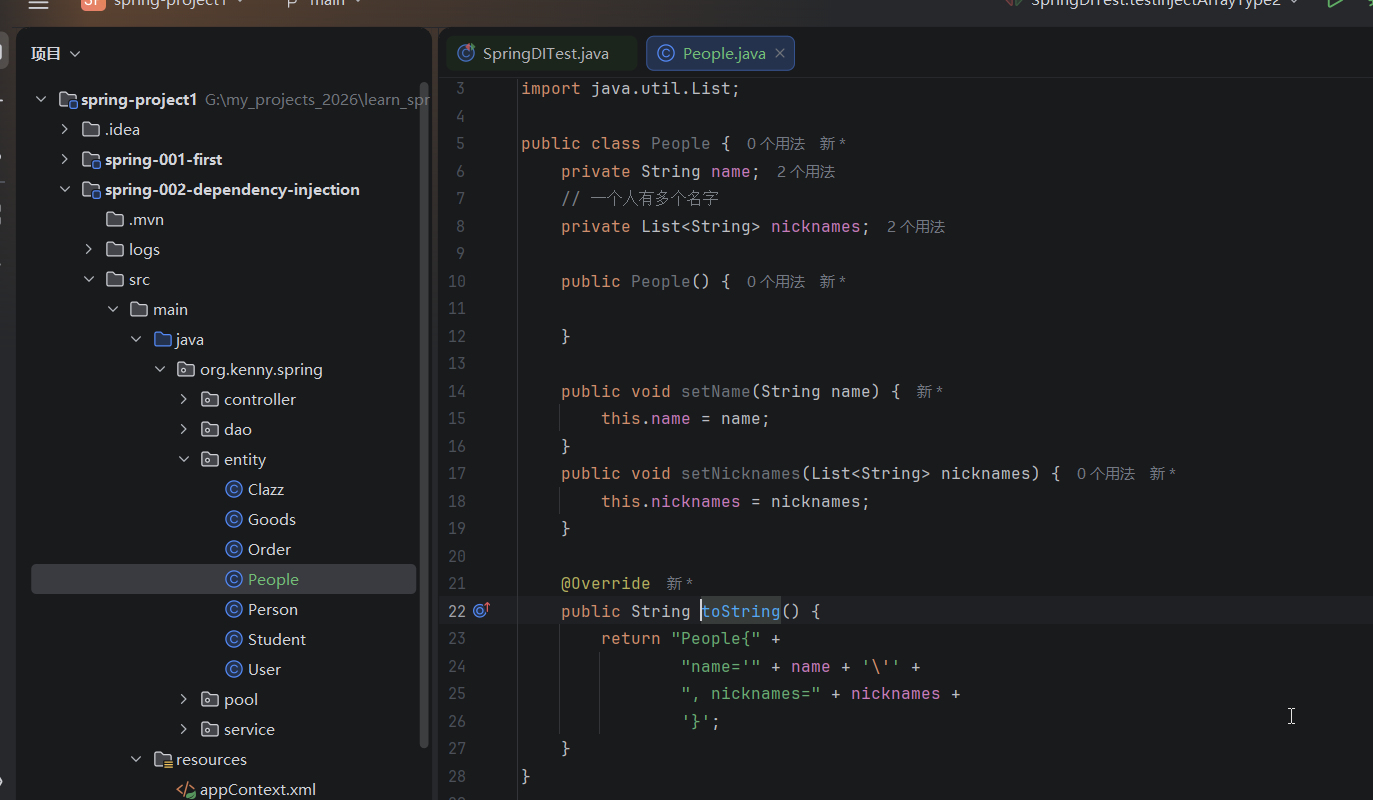 spring-project1
main
SpringDITest.testInjectArrayType2
项目
spring-project1 G:\my_projects_2026\learn_spr
.idea
spring-001-first
spring-002-dependency-injection
.mvn
logs
src
main
java
org.kenny.spring
controller
dao
entity
Clazz
Goods
Order
People
Person
Student
User
pool
service
resources
appContext.xml
SpringDITest.java
People.java
3 import java.util.List;
4
5 public class People { 0 个用法 新 *
6 private String name; 2 个用法
7 // 一个人有多个名字
8 private List<String> nicknames; 2 个用法
9
10 public People() { 0 个用法 新 *
11
12 }
13
14 public void setName(String name) { 新 *
15 this.name = name;
16 }
17 public void setNicknames(List<String> nicknames) { 0 个用法 新 *
18 this.nicknames = nicknames;
19 }
20
21 @Override 新 *
22 public String toString() {
23 return "People{" +
24 "name='" + name + '\'' +
25 ", nicknames=" + nicknames +
26 '}';
27 }
28 }